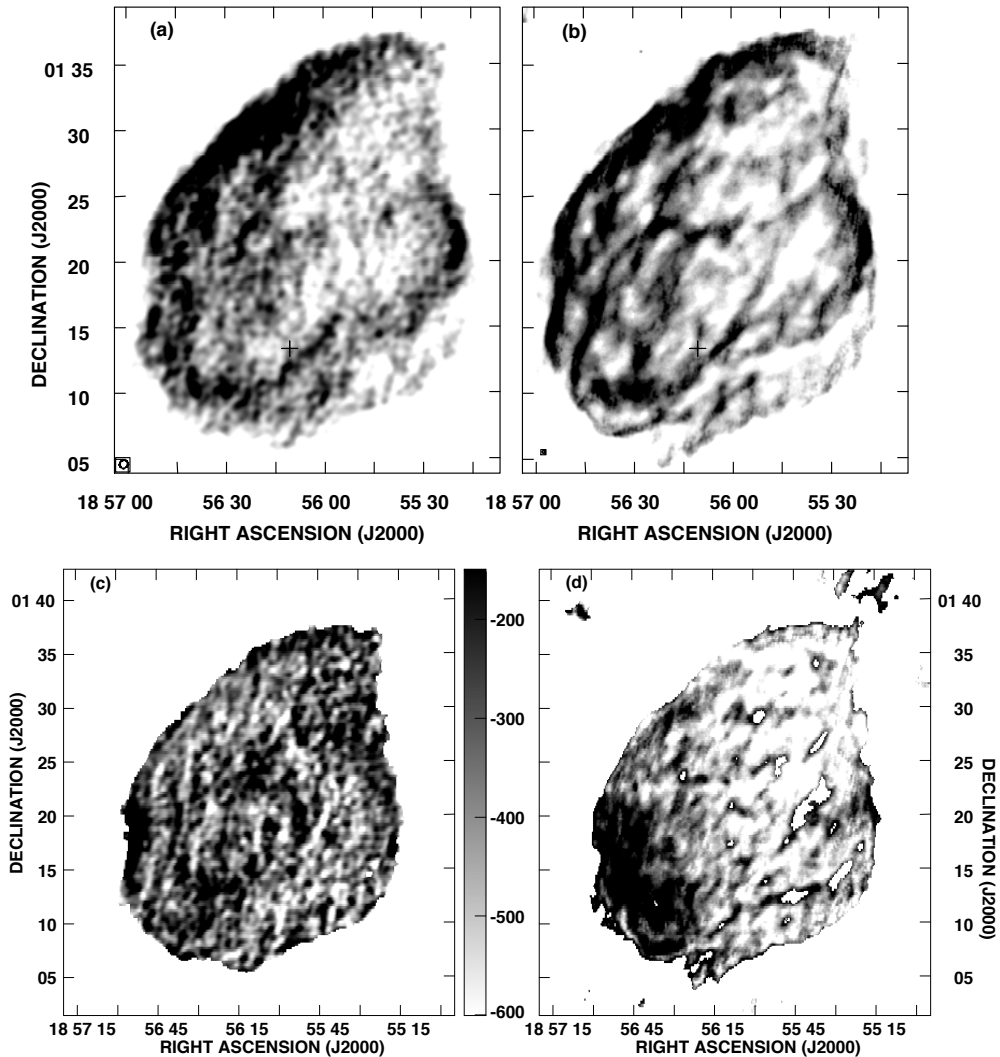 (a)
(b)
01 35
30
25
20
15
10
05
DECLINATION (J2000)
18 57 00
56 30
56 00
55 30
18 57 00
56 30
56 00
55 30
RIGHT ASCENSION (J2000)
RIGHT ASCENSION (J2000)
(c)
(d)
01 40
35
30
25
20
15
10
05
DECLINATION (J2000)
-200
-300
-400
-500
-600
01 40
35
30
25
20
15
10
05
DECLINATION (J2000)
18 57 15
56 45
56 15
55 45
55 15
18 57 15
56 45
56 15
55 45
55 15
RIGHT ASCENSION (J2000)
RIGHT ASCENSION (J2000)